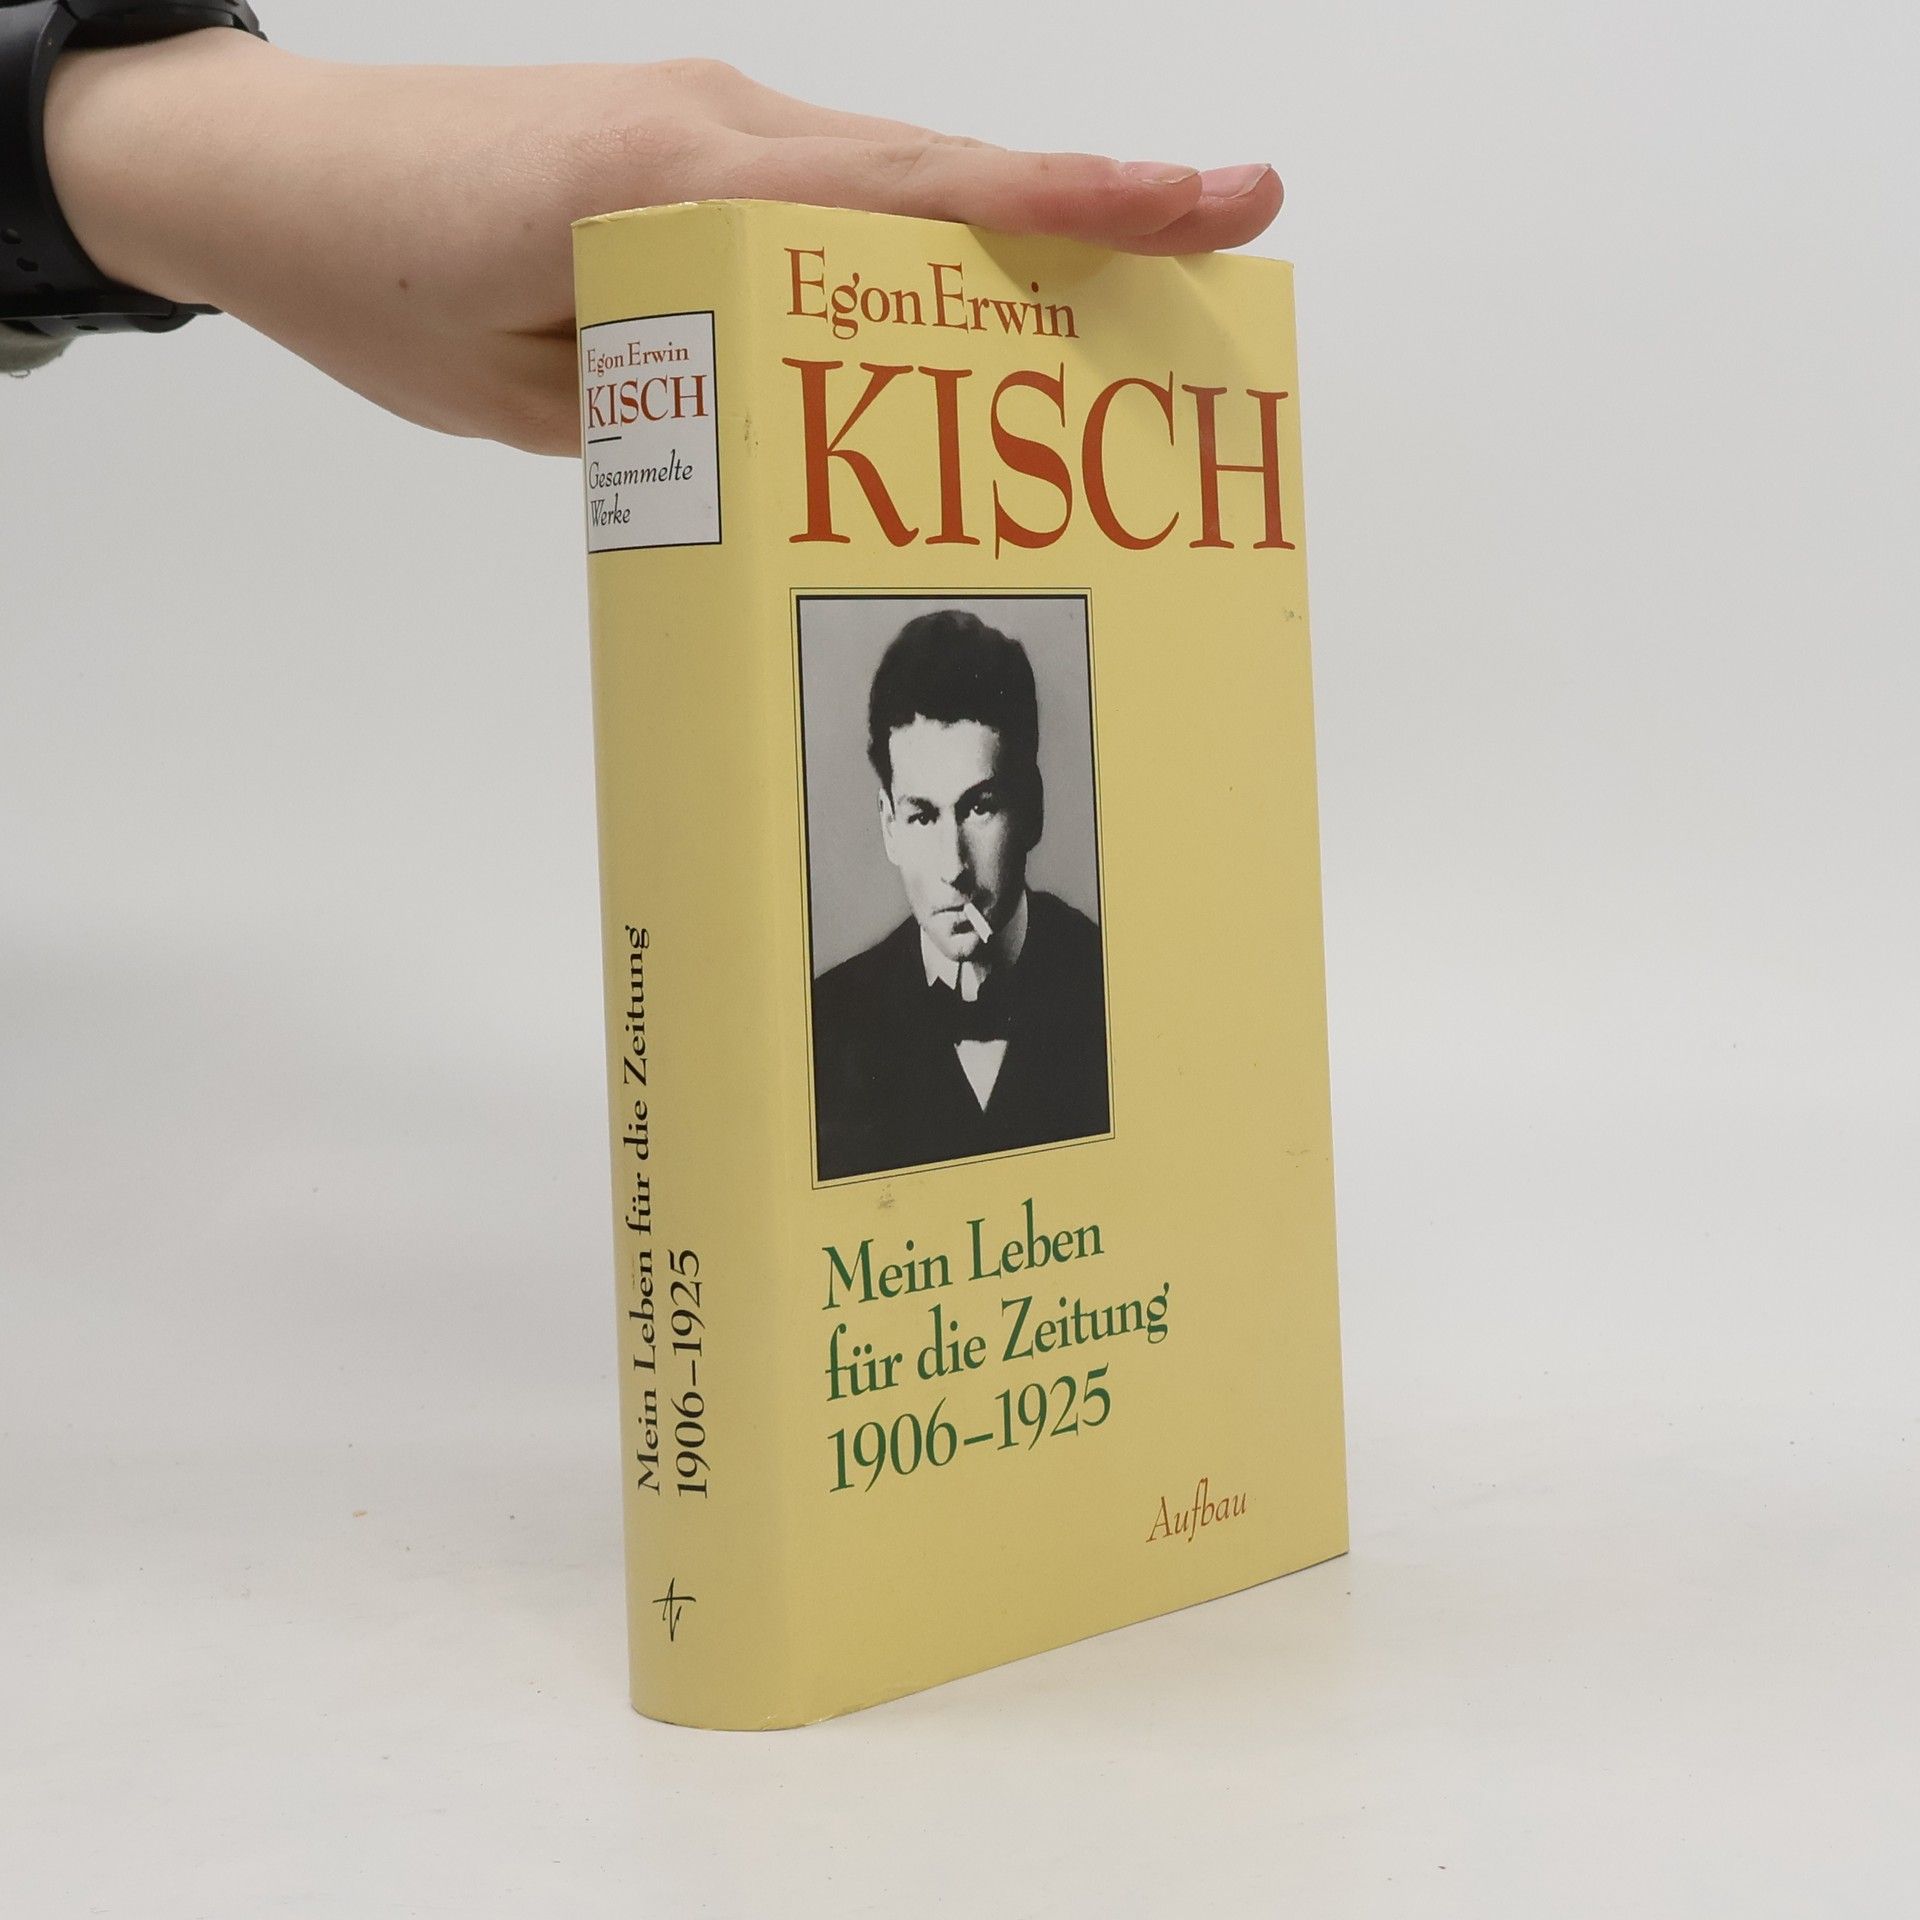 Egon Erwin
KISCH
Gesammelte
Werke
Mein Leben für die Zeitung
1906–1925
Egon Erwin
KISCH
Mein Leben
für die Zeitung
1906–1925
Aufbau